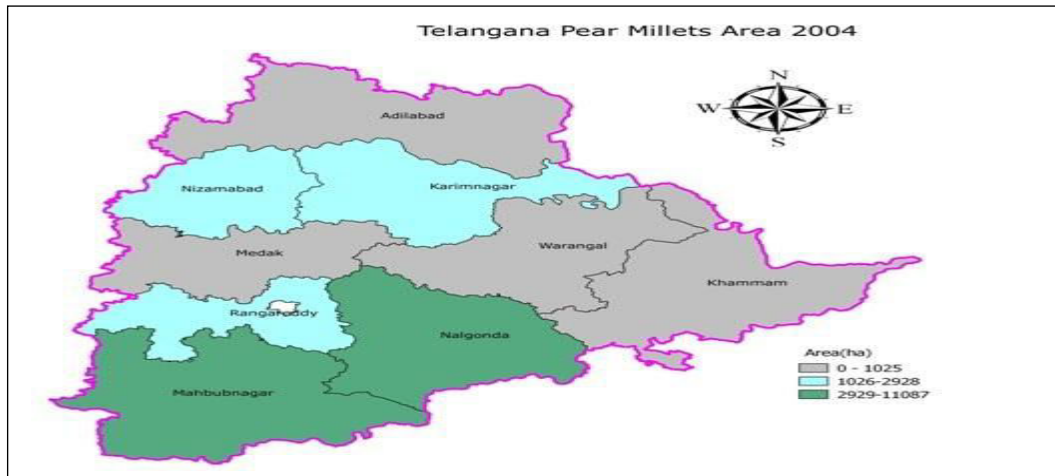 Telangana Pear Millets Area 2004
N
W E
S
Adilabad
Nizamabad
Karimnagar
Medak
Warangal
Khammam
Rangareddy
Nalgonda
Mahbubnagar
Area(ha)
0 - 1025
1026-2928
2929-11087